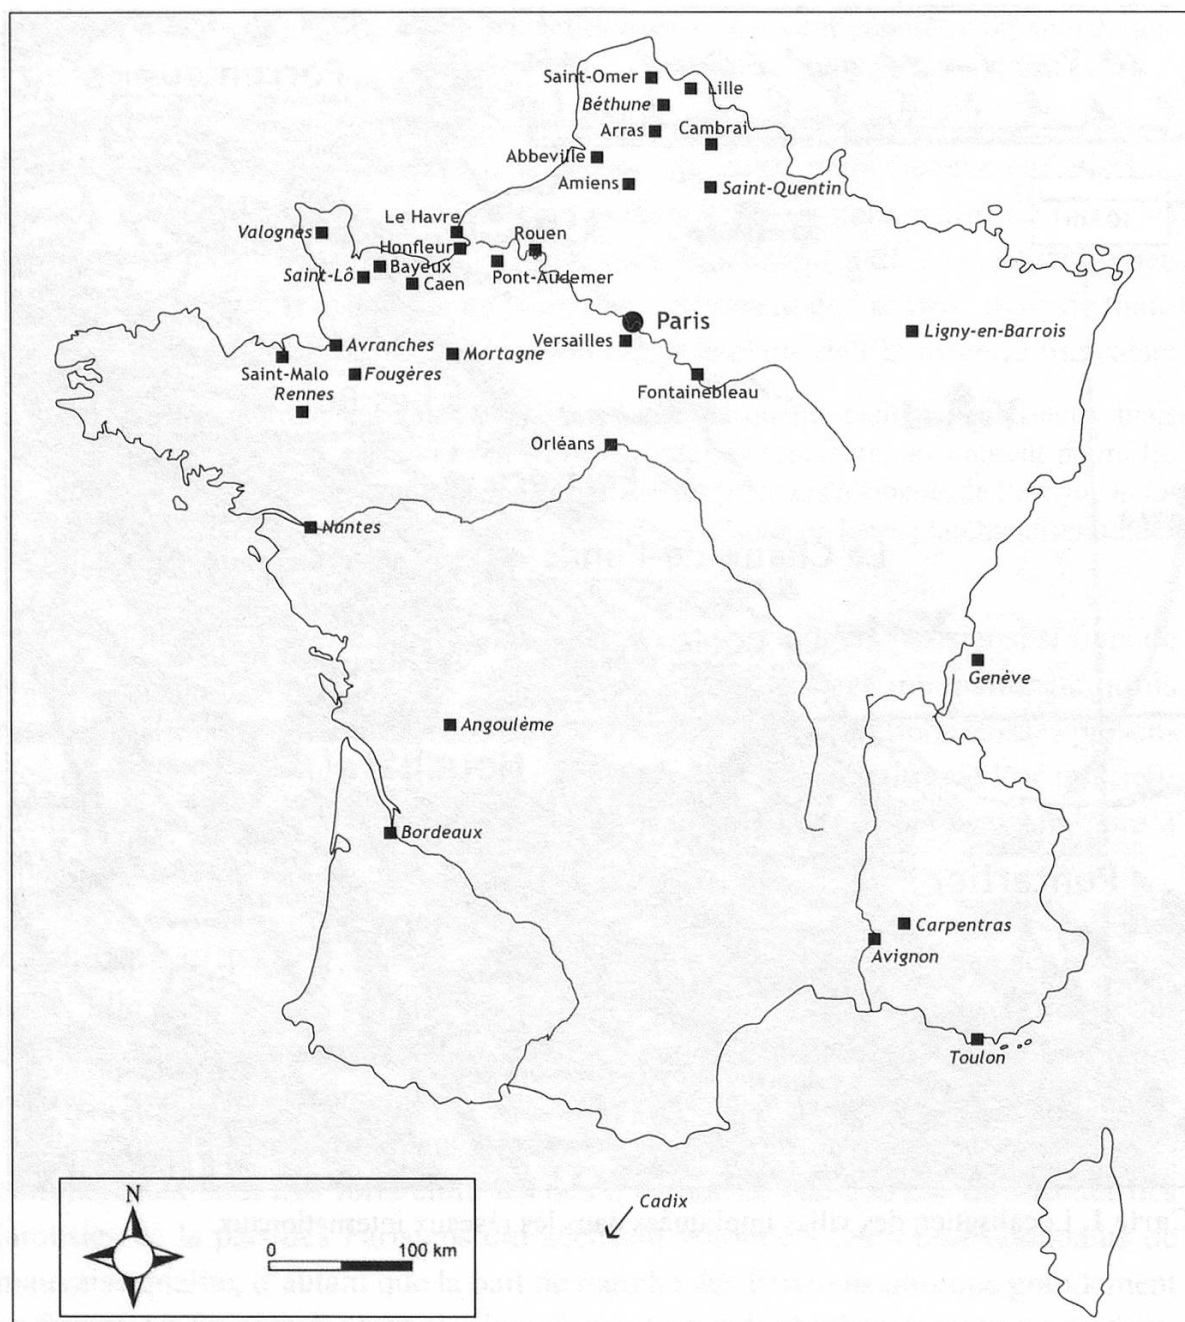 Saint-Omer
Lille
Béthune
Arras
Cambrai
Abbeville
Amiens
Saint-Quentin
Le Havre
Valognes
Rouen
Honfleur
Bayeux
Saint-Lô
Pont-Audemer
Caen
Paris
Ligny-en-Barrois
Versailles
Avranches
Mortagne
Saint-Malo
Fougères
Rennes
Fontainebleau
Orléans
Nantes
Genève
Angoulême
Bordeaux
Carpentras
Avignon
Toulon
N
Cadix
0
100 km